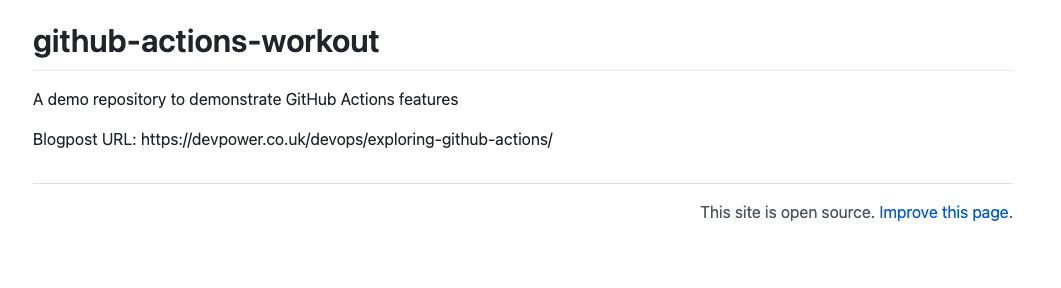 github-actions-workout
A demo repository to demonstrate GitHub Actions features
Blogpost URL: https://devpower.co.uk/devops/exploring-github-actions/
This site is open source. Improve this page.